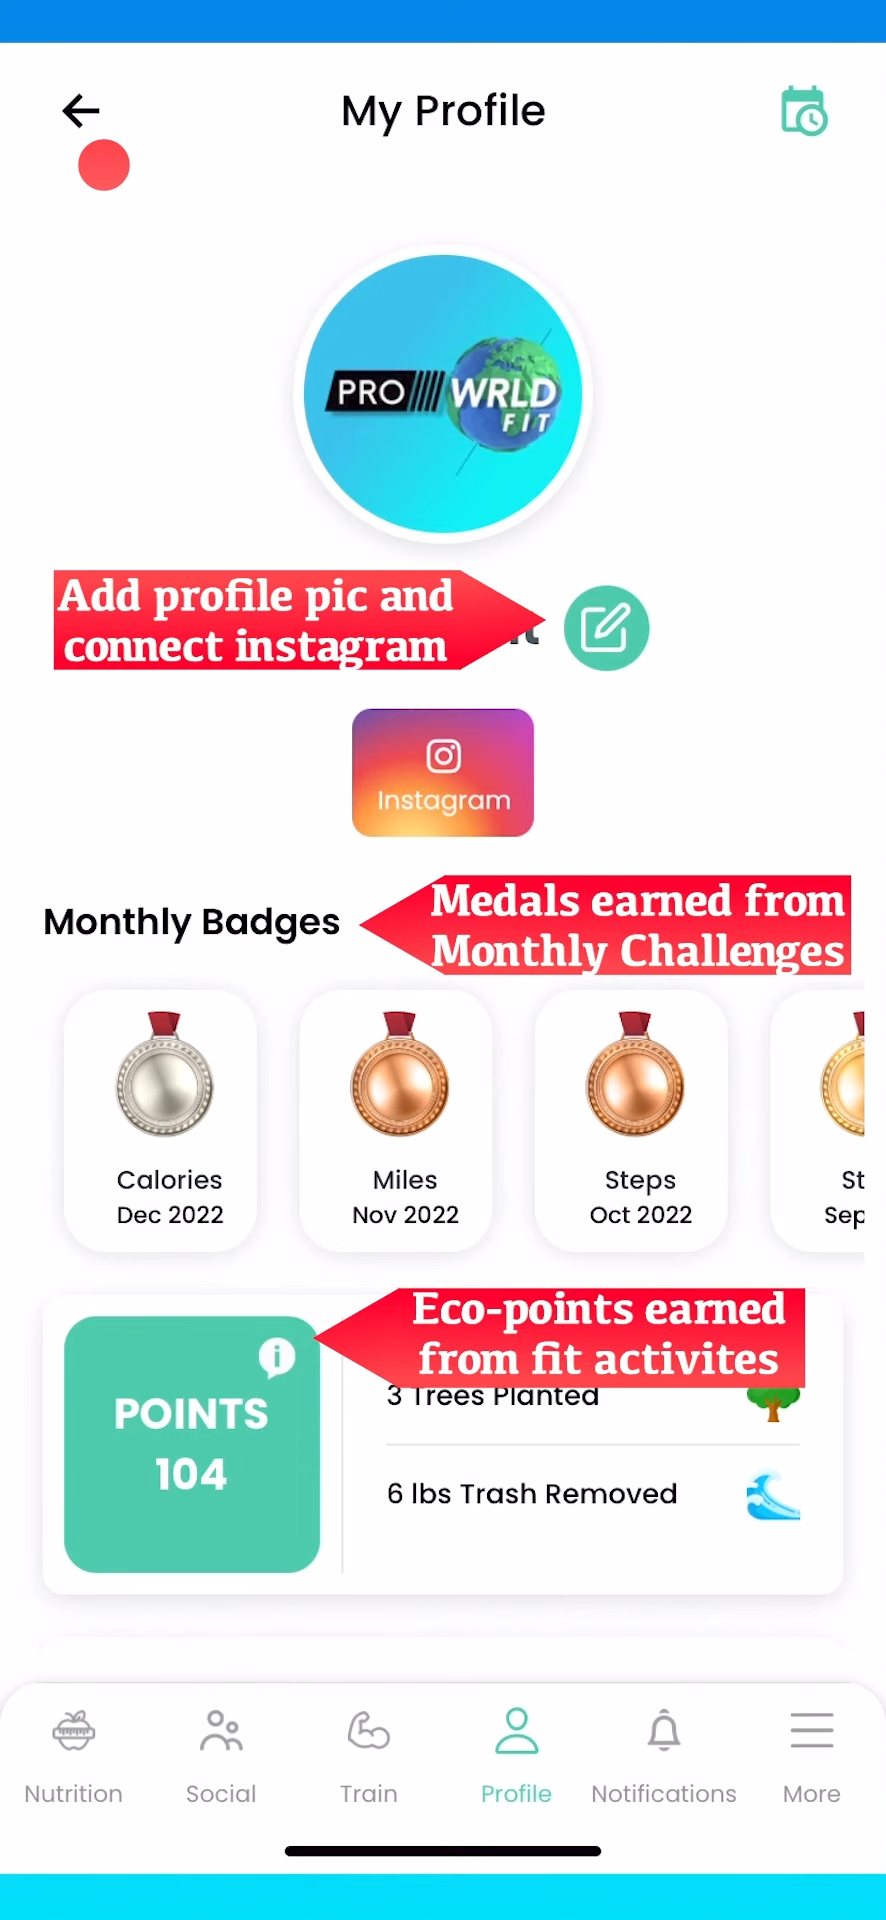 My Profile
PRO WRLD
FIT
Add profile pic and
connect instagram
Instagram
Monthly Badges
Medals earned from
Monthly Challenges
Calories
Dec 2022
Miles
Nov 2022
Steps
Oct 2022
Eco-points earned
from fit activites
POINTS
104
3 Trees Planted
6 lbs Trash Removed
Nutrition
Social
Train
Profile
Notifications
More